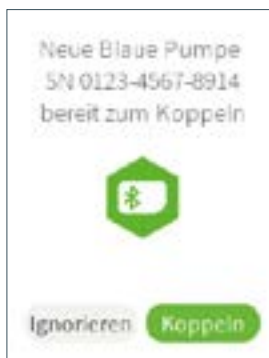 Neue Blaue Pumpe
SN 0123-4567-8914
bereit zum Koppeln
Ignorieren Koppeln